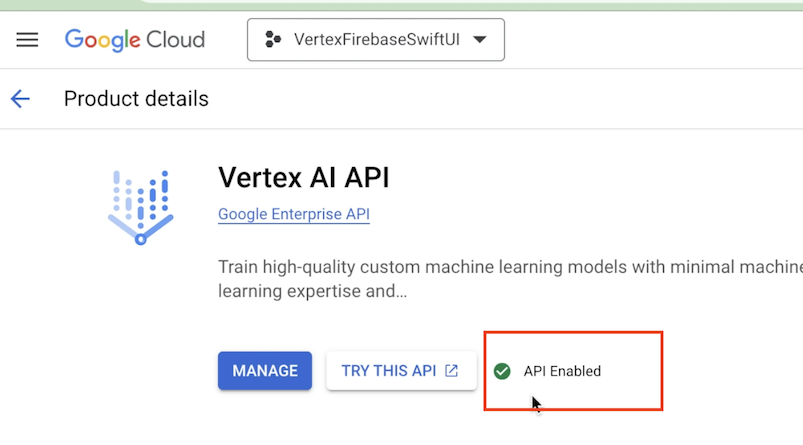 Google Cloud
VertexFirebaseSwiftUI
Product details
Vertex AI API
Google Enterprise API
Train high-quality custom machine learning models with minimal machine
learning expertise and...
MANAGE
TRY THIS API
API Enabled